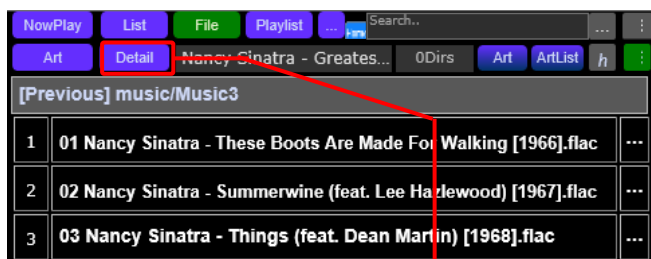 NowPlay List File Playlist ... Search.. ... ⋮
Art Detail Nancy Sinatra - Greates... 0Dirs Art ArtList h ⋮
[Previous] music/Music3
1 01 Nancy Sinatra - These Boots Are Made For Walking [1966].flac ...
2 02 Nancy Sinatra - Summerwine (feat. Lee Hazlewood) [1967].flac ...
3 03 Nancy Sinatra - Things (feat. Dean Martin) [1968].flac ...